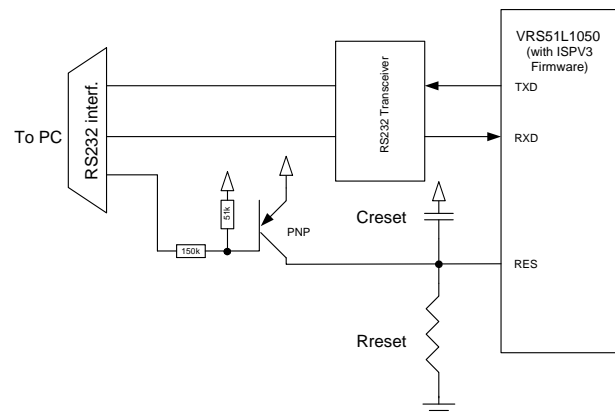 VRS51L1050
(with ISPV3
Firmware)
TXD
RXD
RES
RS232 Transceiver
To PC
RS232 interf.
51k
150k
PNP
Creset
Rreset